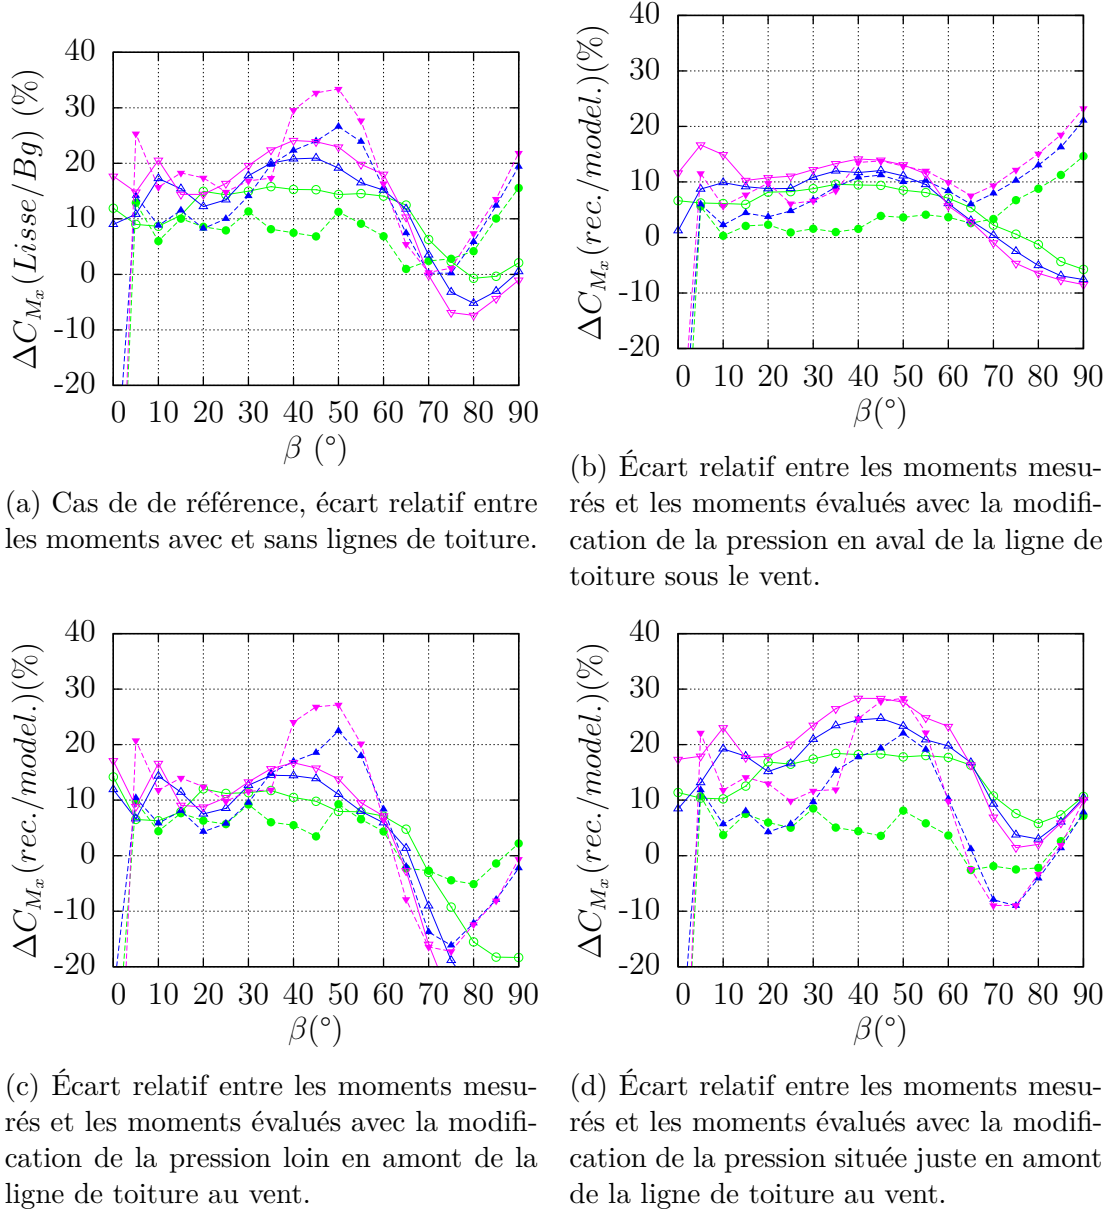 40
30
20
10
0
-10
-20
0 10 20 30 40 50 60 70 80 90
ΔC_{M_x}(Lisse/Bg) (%)
β (°)
(a) Cas de de référence, écart relatif entre
les moments avec et sans lignes de toiture.
40
30
20
10
0
-10
-20
0 10 20 30 40 50 60 70 80 90
ΔC_{M_x}(rec./model.)(%)
β(°)
(b) Écart relatif entre les moments mesu-
rés et les moments évalués avec la modifi-
cation de la pression en aval de la ligne de
toiture sous le vent.
40
30
20
10
0
-10
-20
0 10 20 30 40 50 60 70 80 90
ΔC_{M_x}(rec./model.)(%)
β(°)
(c) Écart relatif entre les moments mesu-
rés et les moments évalués avec la modifi-
cation de la pression loin en amont de la
ligne de toiture au vent.
40
30
20
10
0
-10
-20
0 10 20 30 40 50 60 70 80 90
ΔC_{M_x}(rec./model.)(%)
β(°)
(d) Écart relatif entre les moments mesu-
rés et les moments évalués avec la modifi-
cation de la pression située juste en amont
de la ligne de toiture au vent.